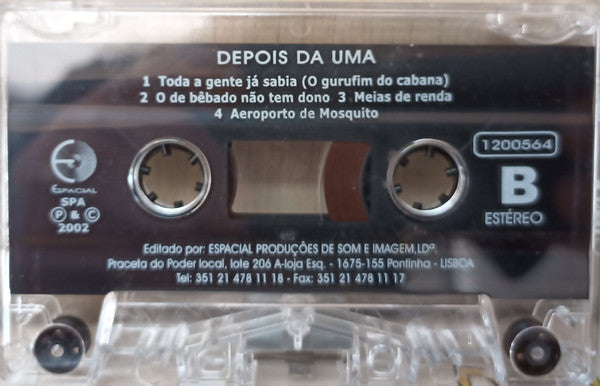 DEPOIS DA UMA
1 Toda a gente já sabia (O gurufim do cabana)
2 O de bêbado não tem dono 3 Meias de renda
4 Aeroporto de Mosquito
1200564
B
ESTÉREO
ESPACIAL
SPA
Ⓟ & Ⓒ
2002
Editado por: ESPACIAL PRODUÇÕES DE SOM E IMAGEM,LDª.
Praceta do Poder local, lote 206 A-loja Esq. - 1675-155 Pontinha - LISBOA
Tel: 351 21 478 11 18 - Fax: 351 21 478 11 17